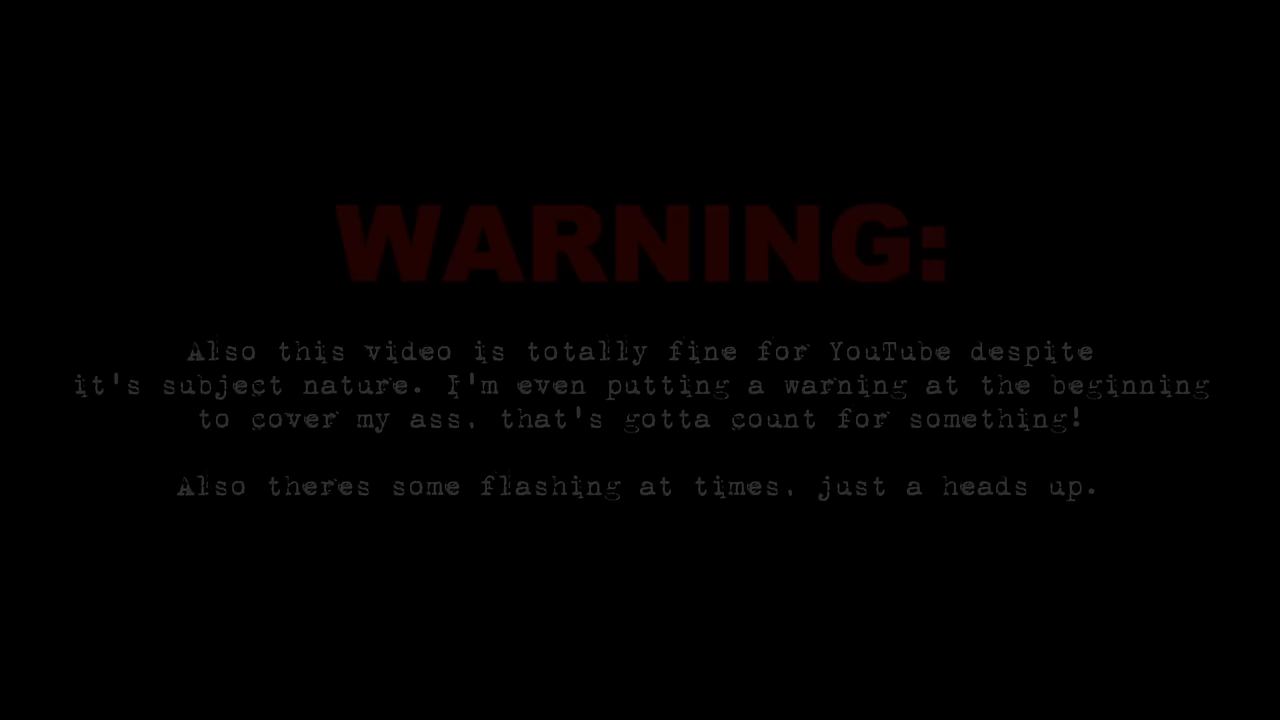 WARNING:
Also this video is totally fine for YouTube despite
it's subject nature. I'm even putting a warning at the beginning
to cover my ass, that's gotta count for something!
Also theres some flashing at times, just a heads up.